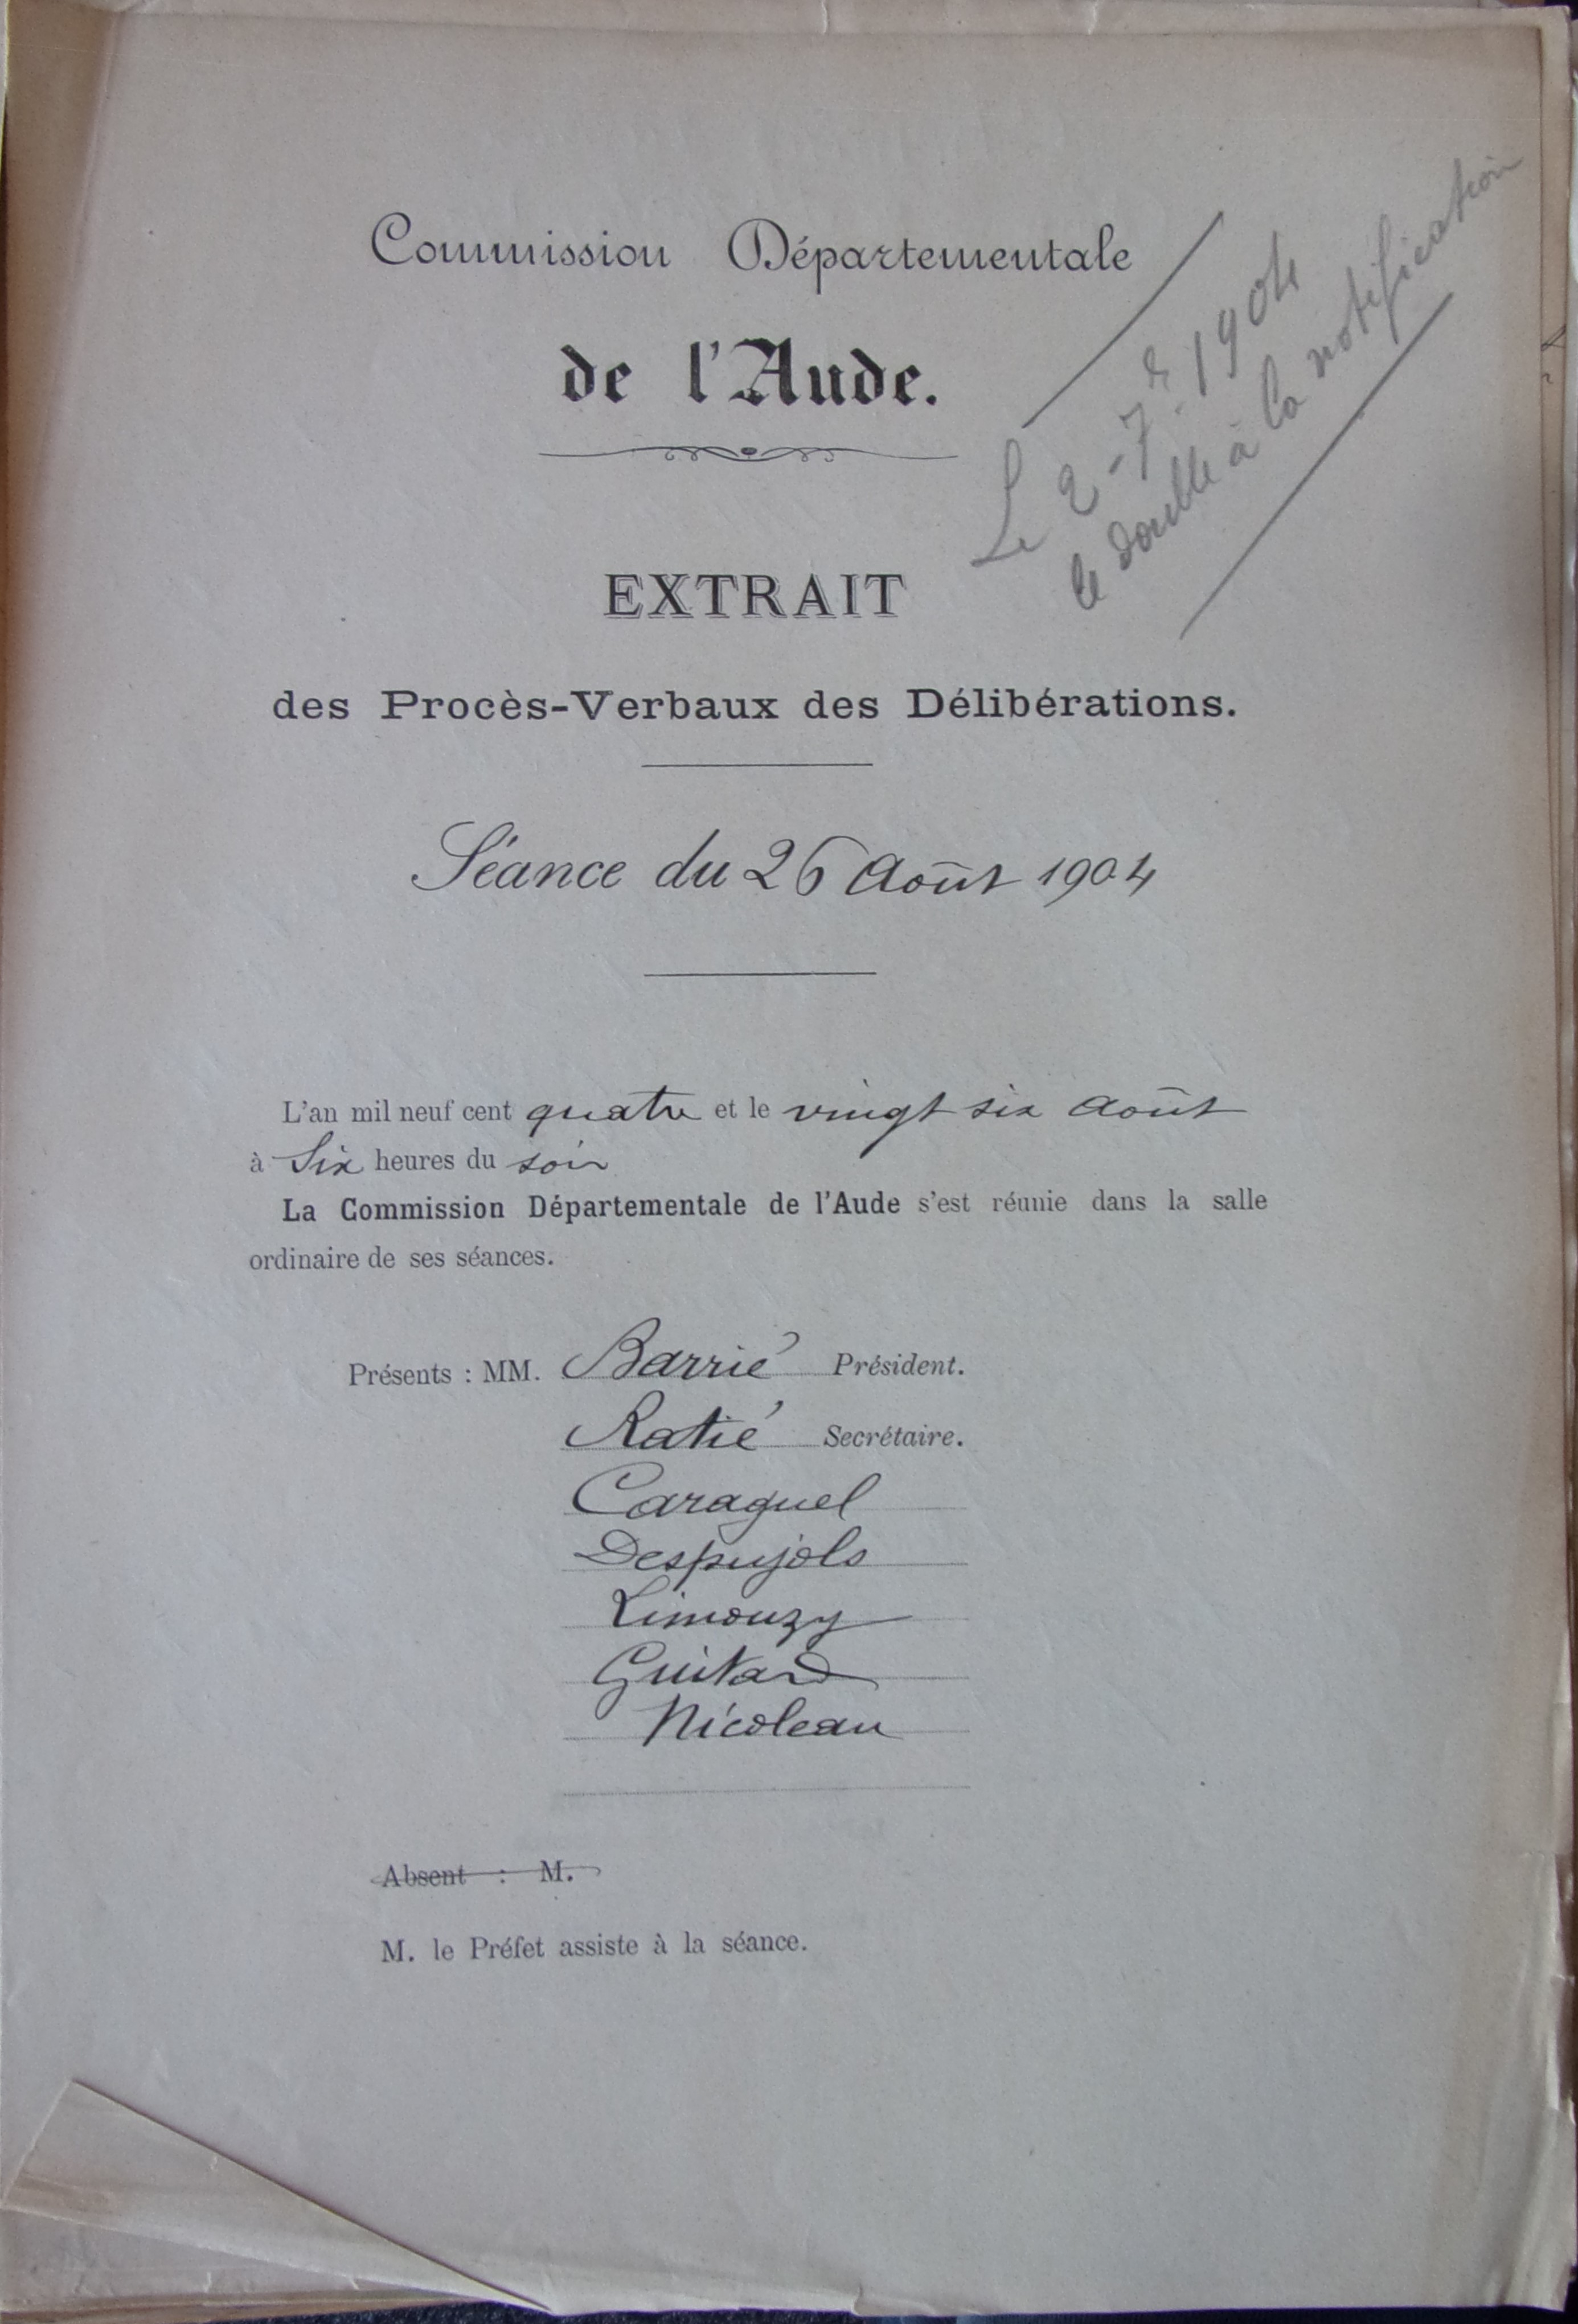 Commission Départementale
de l'Aude.
Le 2-7r. 1904
le double à la notification
EXTRAIT
des Procès-Verbaux des Délibérations.
Séance du 26 Août 1904
L'an mil neuf cent quatre et le vingt six Août
à Six heures du soir
La Commission Départementale de l'Aude s'est réunie dans la salle
ordinaire de ses séances.
Présents : MM. Barrié Président.
Ratié Secrétaire.
Caraguel
Despujols
Limouzy
Guitard
Nicoleau
Absent : M.
M. le Préfet assiste à la séance.